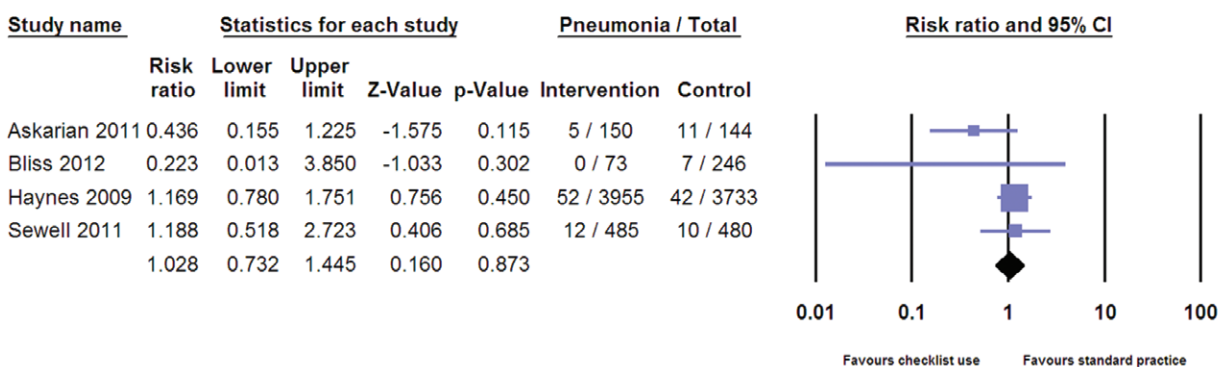 Study name Statistics for each study Pneumonia / Total Risk ratio and 95% CI
Risk Lower Upper
ratio limit limit Z-Value p-Value Intervention Control
Askarian 2011 0.436 0.155 1.225 -1.575 0.115 5 / 150 11 / 144
Bliss 2012 0.223 0.013 3.850 -1.033 0.302 0 / 73 7 / 246
Haynes 2009 1.169 0.780 1.751 0.756 0.450 52 / 3955 42 / 3733
Sewell 2011 1.188 0.518 2.723 0.406 0.685 12 / 485 10 / 480
1.028 0.732 1.445 0.160 0.873
0.01 0.1 1 10 100
Favours checklist use Favours standard practice